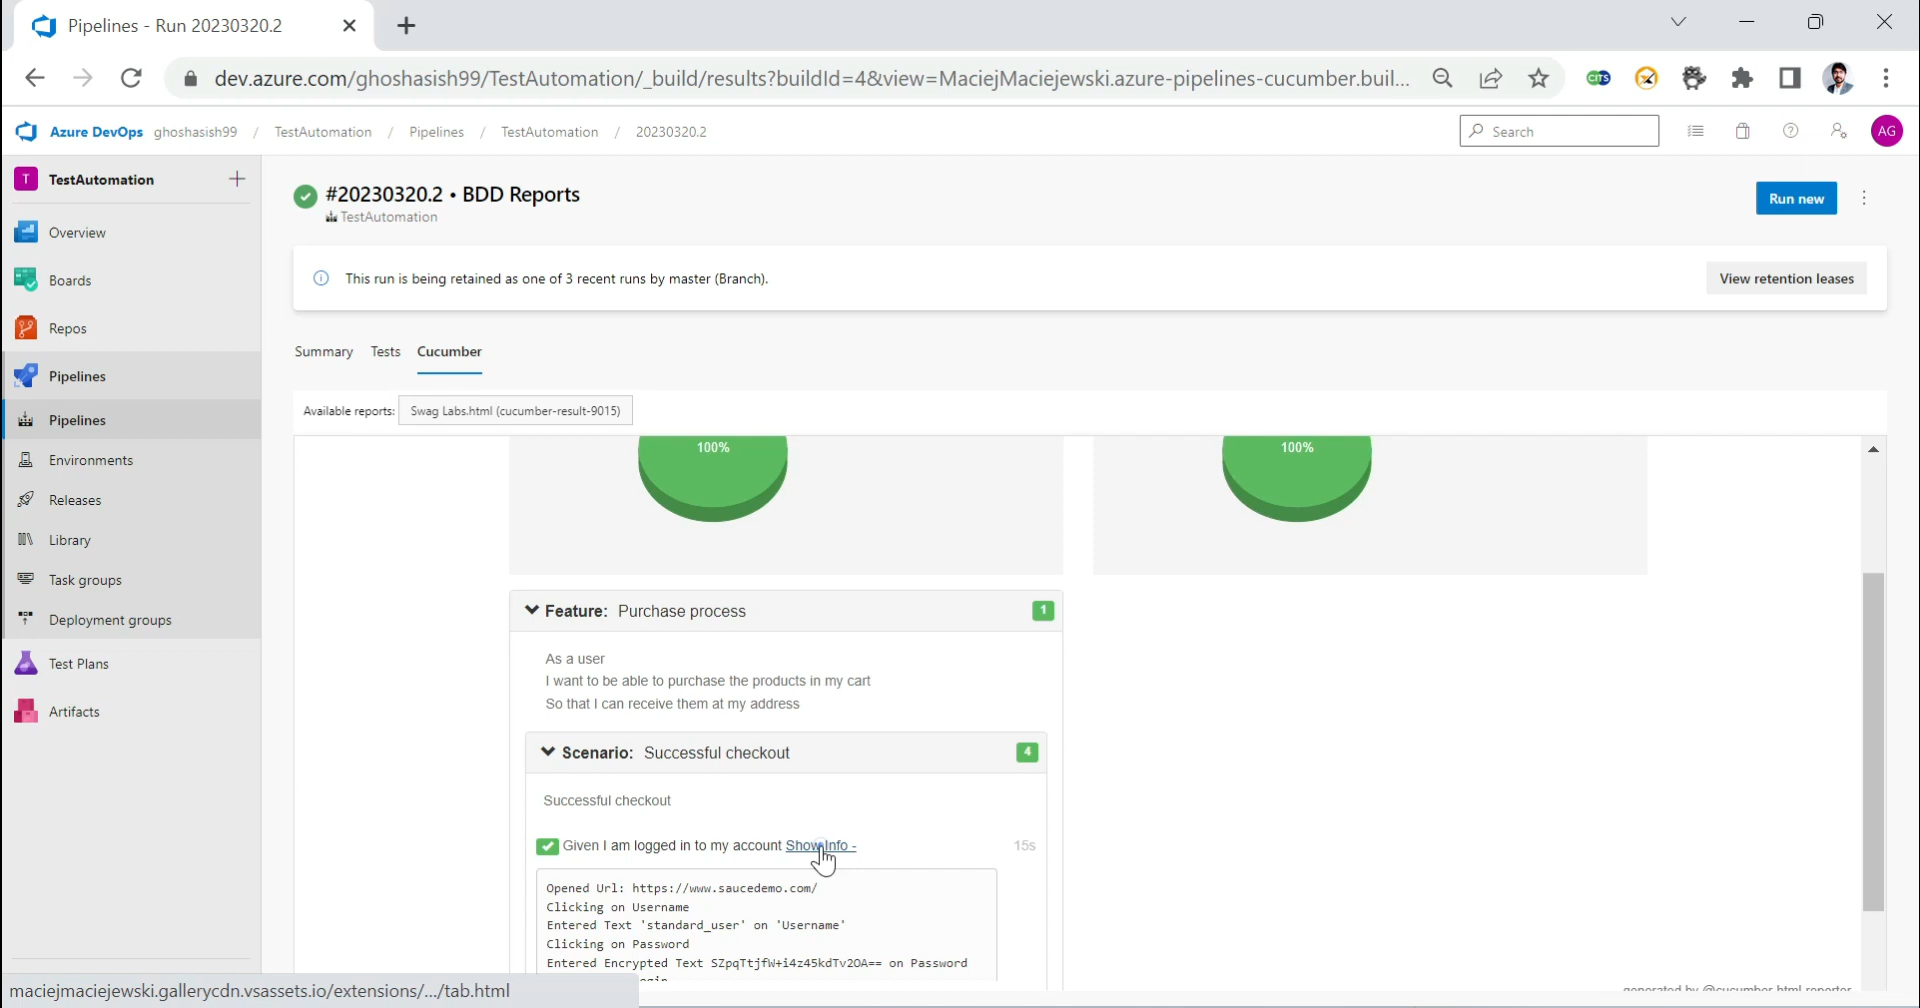 Pipelines - Run 20230320.2
dev.azure.com/ghoshasish99/TestAutomation/_build/results?buildId=4&view=MaciejMaciejewski.azure-pipelines-cucumber.buil...
CITS
Azure DevOps ghoshasish99 / TestAutomation / Pipelines / TestAutomation / 20230320.2
Search
AG
T TestAutomation
#20230320.2 • BDD Reports
TestAutomation
Run new
Overview
This run is being retained as one of 3 recent runs by master (Branch).
View retention leases
Boards
Repos
Summary Tests Cucumber
Pipelines
Available reports: Swag Labs.html (cucumber-result-9015)
Pipelines
100% 100%
Environments
Releases
Library
Task groups
Deployment groups
Test Plans
Artifacts
Feature: Purchase process 1
As a user
I want to be able to purchase the products in my cart
So that I can receive them at my address
Scenario: Successful checkout 4
Successful checkout
Given I am logged in to my account Show Info - 15s
Opened Url: https://www.saucedemo.com/
Clicking on Username
Entered Text 'standard_user' on 'Username'
Clicking on Password
Entered Encrypted Text SZpqTtjfW+i4z45kdTv2OA== on Password
maciejmaciejewski.gallerycdn.vsassets.io/extensions/.../tab.html
generated by @cucumber-html-reporter